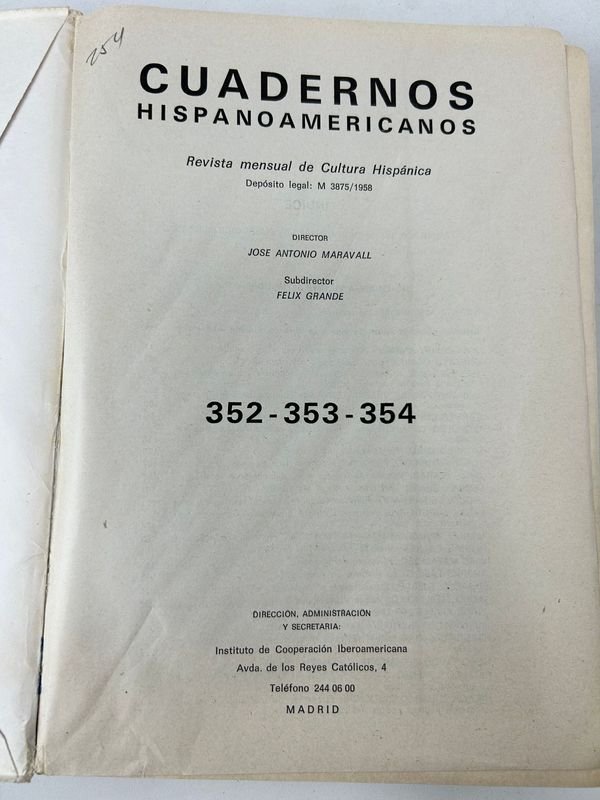 254
CUADERNOS
HISPANOAMERICANOS
Revista mensual de Cultura Hispánica
Depósito legal: M 3875/1958
DIRECTOR
JOSE ANTONIO MARAVALL
Subdirector
FELIX GRANDE
352-353-354
DIRECCIÓN, ADMINISTRACIÓN
Y SECRETARIA:
Instituto de Cooperación Iberoamericana
Avda. de los Reyes Católicos, 4
Teléfono 244 06 00
MADRID